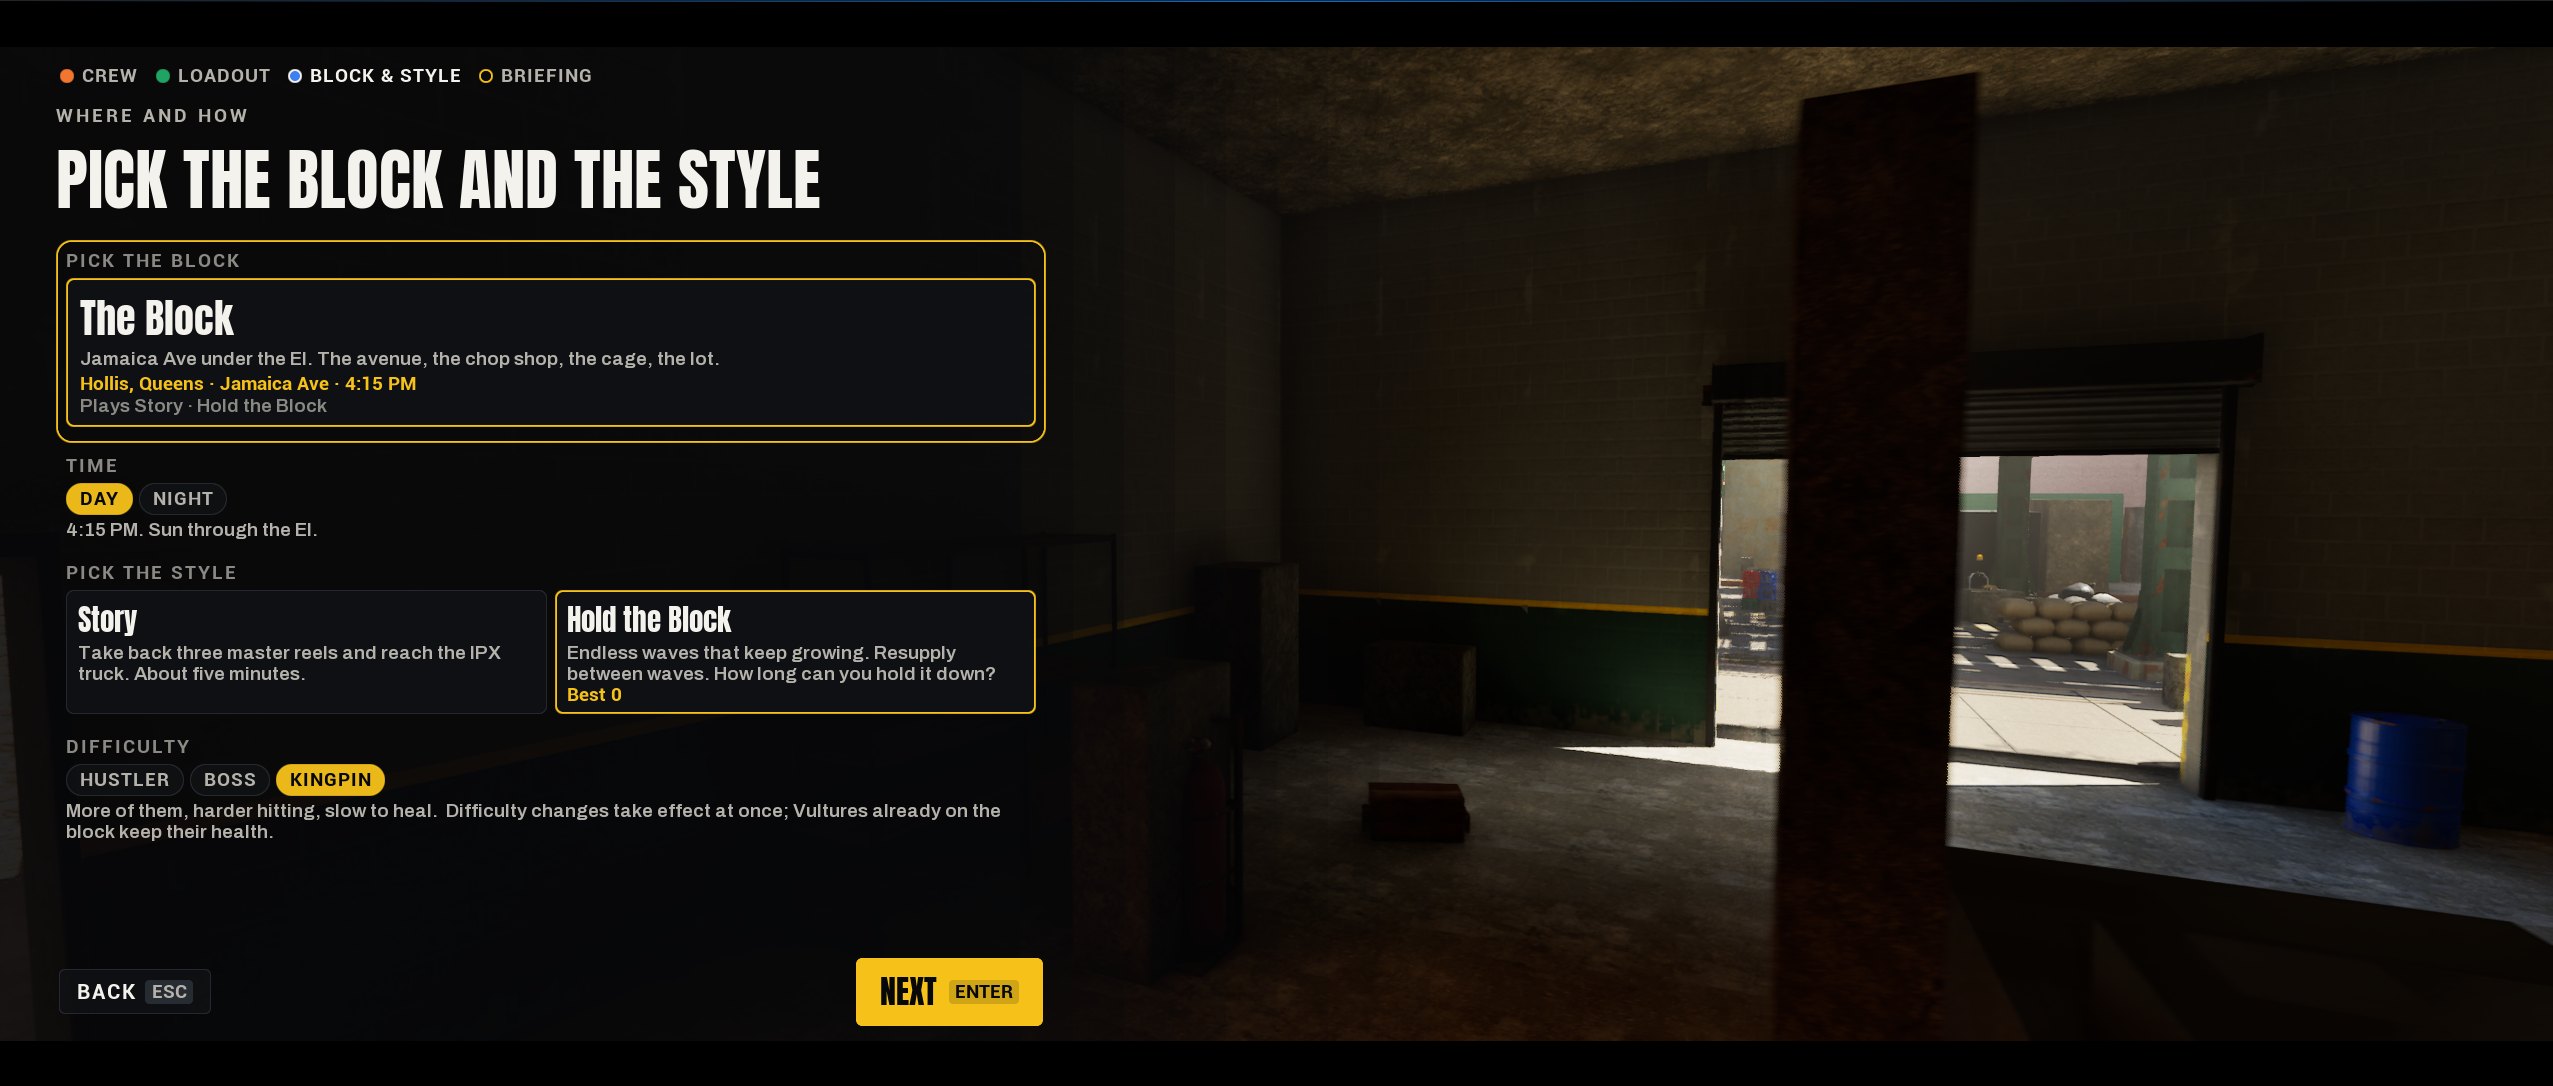 CREW LOADOUT BLOCK & STYLE BRIEFING
WHERE AND HOW
PICK THE BLOCK AND THE STYLE
PICK THE BLOCK
The Block
Jamaica Ave under the El. The avenue, the chop shop, the cage, the lot.
Hollis, Queens · Jamaica Ave · 4:15 PM
Plays Story · Hold the Block
TIME
DAY NIGHT
4:15 PM. Sun through the El.
PICK THE STYLE
Story
Take back three master reels and reach the IPX
truck. About five minutes.
Hold the Block
Endless waves that keep growing. Resupply
between waves. How long can you hold it down?
Best 0
DIFFICULTY
HUSTLER BOSS KINGPIN
More of them, harder hitting, slow to heal. Difficulty changes take effect at once; Vultures already on the
block keep their health.
BACK ESC
NEXT ENTER